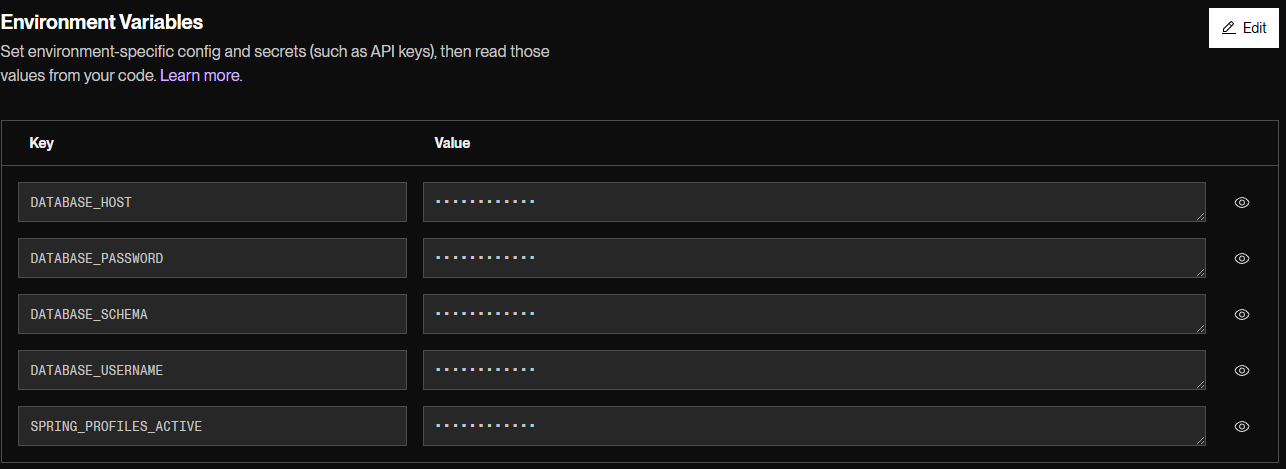 Environment Variables
Edit
Set environment-specific config and secrets (such as API keys), then read those
values from your code. Learn more.
Key Value
DATABASE_HOST ············
DATABASE_PASSWORD ············
DATABASE_SCHEMA ············
DATABASE_USERNAME ············
SPRING_PROFILES_ACTIVE ············